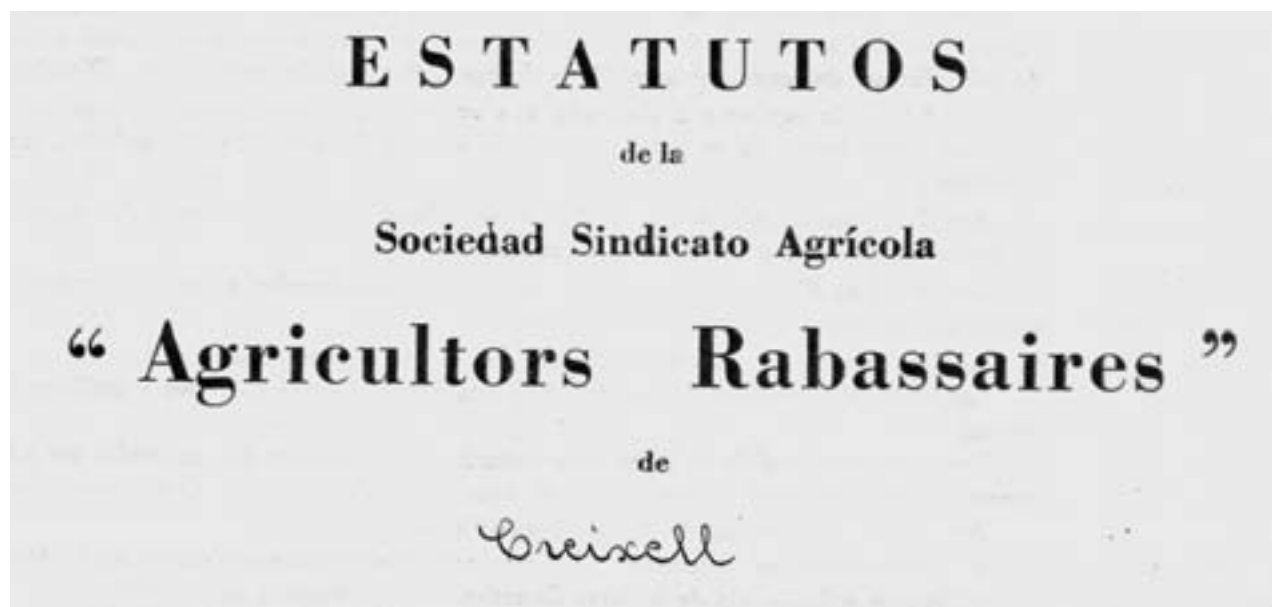 ESTATUTOS
de la
Sociedad Sindicato Agrícola
“ Agricultors Rabassaires ”
de
Creixell